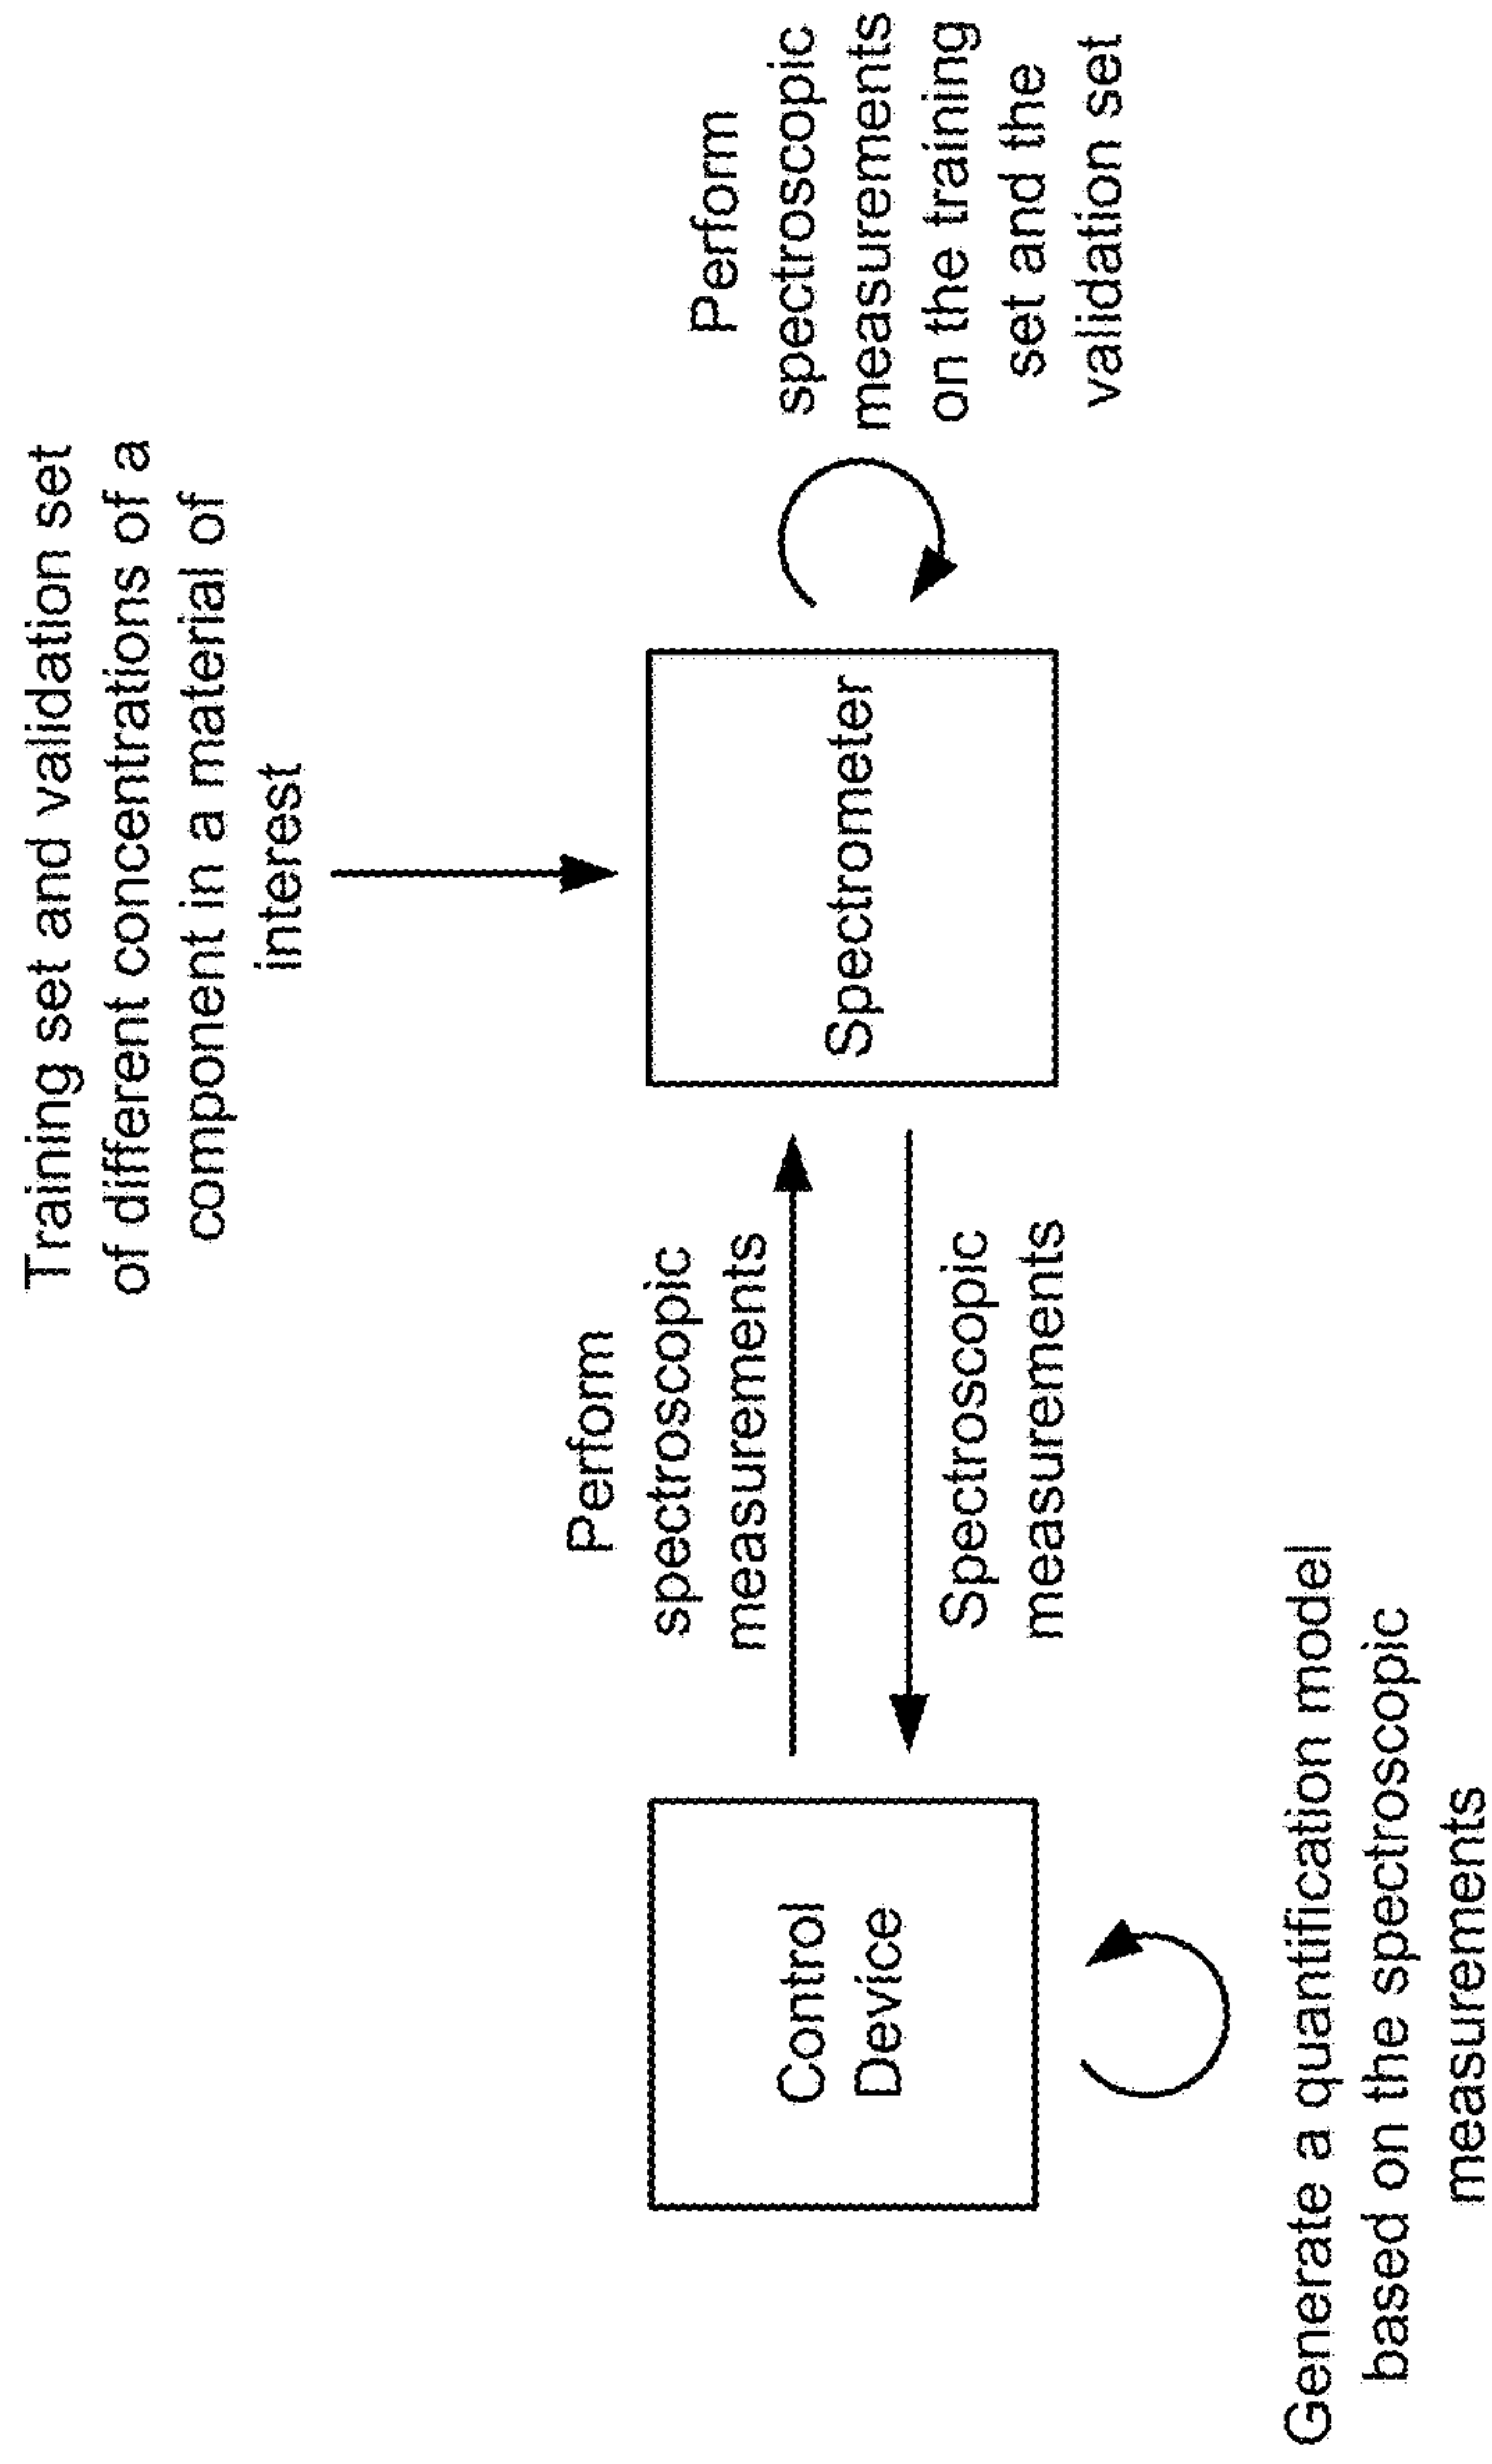 Training set and validation set
of different concentrations of a
component in a material of
interest
Perform
spectroscopic
measurements
Control
Device
Spectrometer
Perform
spectroscopic
measurements
on the training
set and the
validation set
Spectroscopic
measurements
Generate a quantification model
based on the spectroscopic
measurements